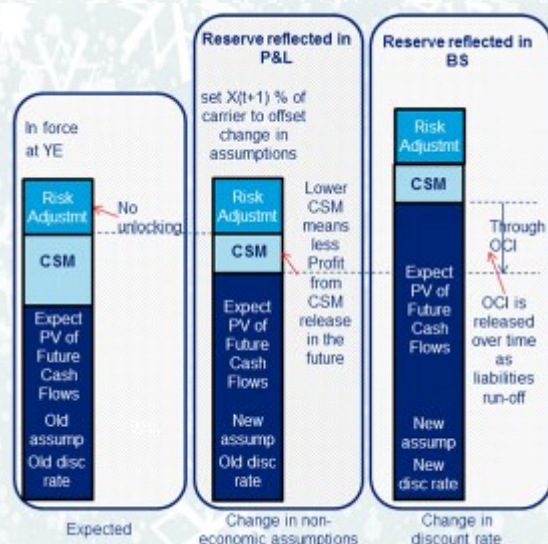 In force
at YE
Risk
Adjustmt
No
unlocking
CSM
Expect
PV of
Future
Cash
Flows
Old
assump
Old disc
rate
Expected
Reserve reflected in
P&L
set X(t+1) % of
carrier to offset
change in
assumptions
Risk
Adjustmt
CSM
Lower
CSM
means
less
Profit
from
CSM
release
in the
future
Expect
PV of
Future
Cash
Flows
New
assump
Old disc
rate
Change in non-
economic assumptions
Reserve reflected in
BS
Risk
Adjustmt
CSM
Through
OCI
Expect
PV of
Future
Cash
Flows
OCI is
released
over time
as
liabilities
run-off
New
assump
New
disc rate
Change in
discount rate